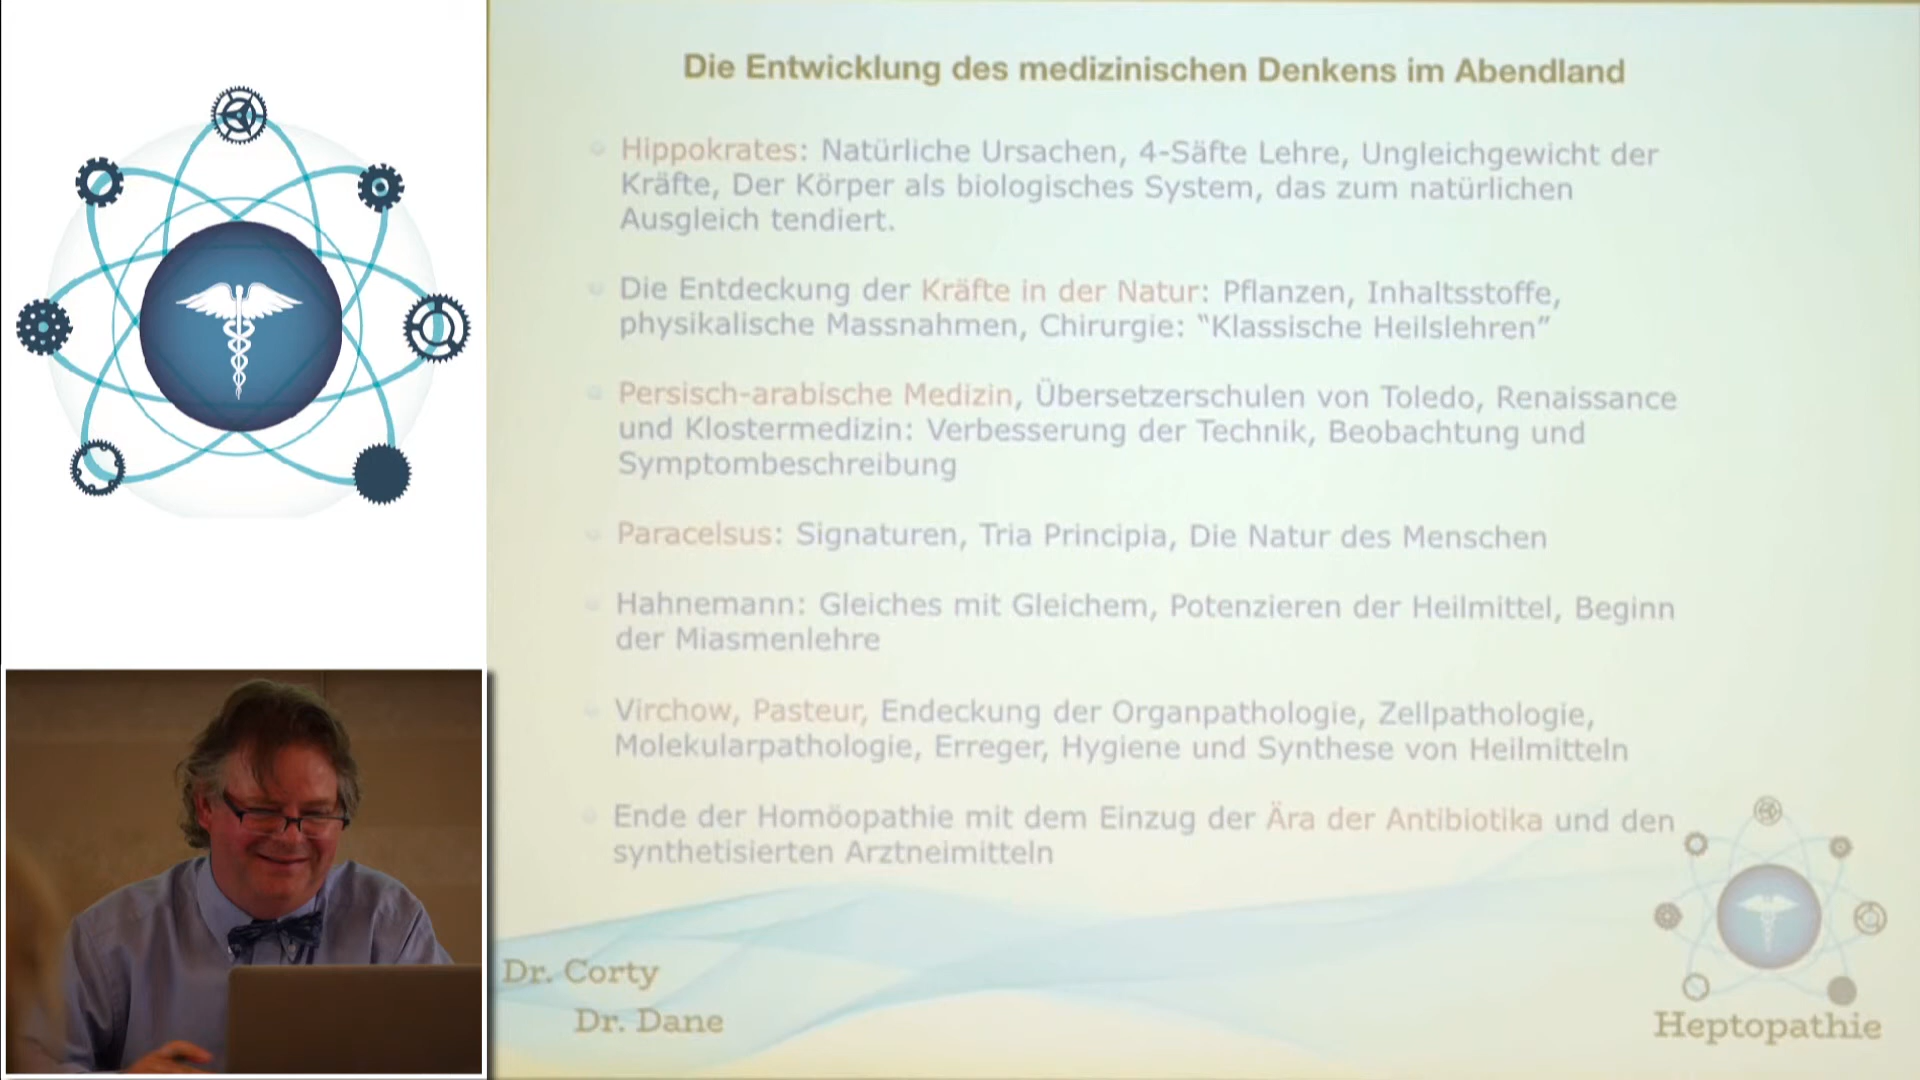 Die Entwicklung des medizinischen Denkens im Abendland
Hippokrates: Natürliche Ursachen, 4-Säfte Lehre, Ungleichgewicht der
Kräfte, Der Körper als biologisches System, das zum natürlichen
Ausgleich tendiert.
Die Entdeckung der Kräfte in der Natur: Pflanzen, Inhaltsstoffe,
physikalische Massnahmen, Chirurgie: “Klassische Heilslehren”
Persisch-arabische Medizin, Übersetzerschulen von Toledo, Renaissance
und Klostermedizin: Verbesserung der Technik, Beobachtung und
Symptombeschreibung
Paracelsus: Signaturen, Tria Principia, Die Natur des Menschen
Hahnemann: Gleiches mit Gleichem, Potenzieren der Heilmittel, Beginn
der Miasmenlehre
Virchow, Pasteur, Endeckung der Organpathologie, Zellpathologie,
Molekularpathologie, Erreger, Hygiene und Synthese von Heilmitteln
Ende der Homöopathie mit dem Einzug der Ära der Antibiotika und den
synthetisierten Arztneimitteln
Dr. Corty
Dr. Dane
Heptopathie